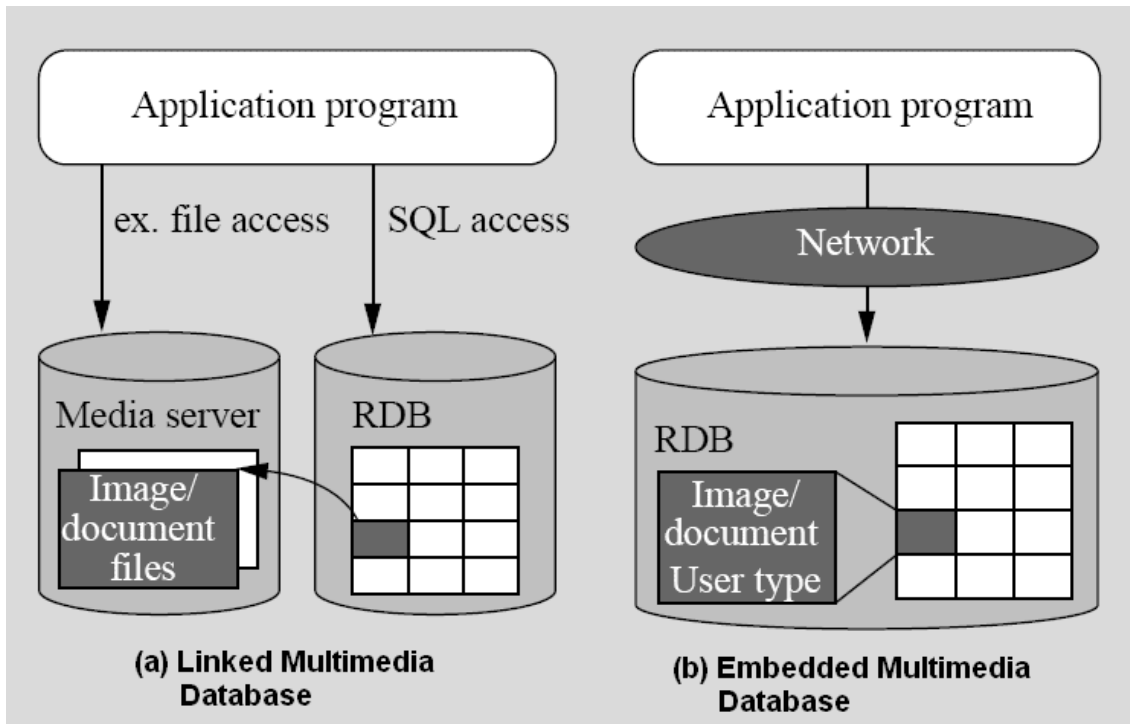 Application program
ex. file access
SQL access
Media server
Image/
document
files
RDB
(a) Linked Multimedia
Database
Application program
Network
RDB
Image/
document
User type
(b) Embedded Multimedia
Database